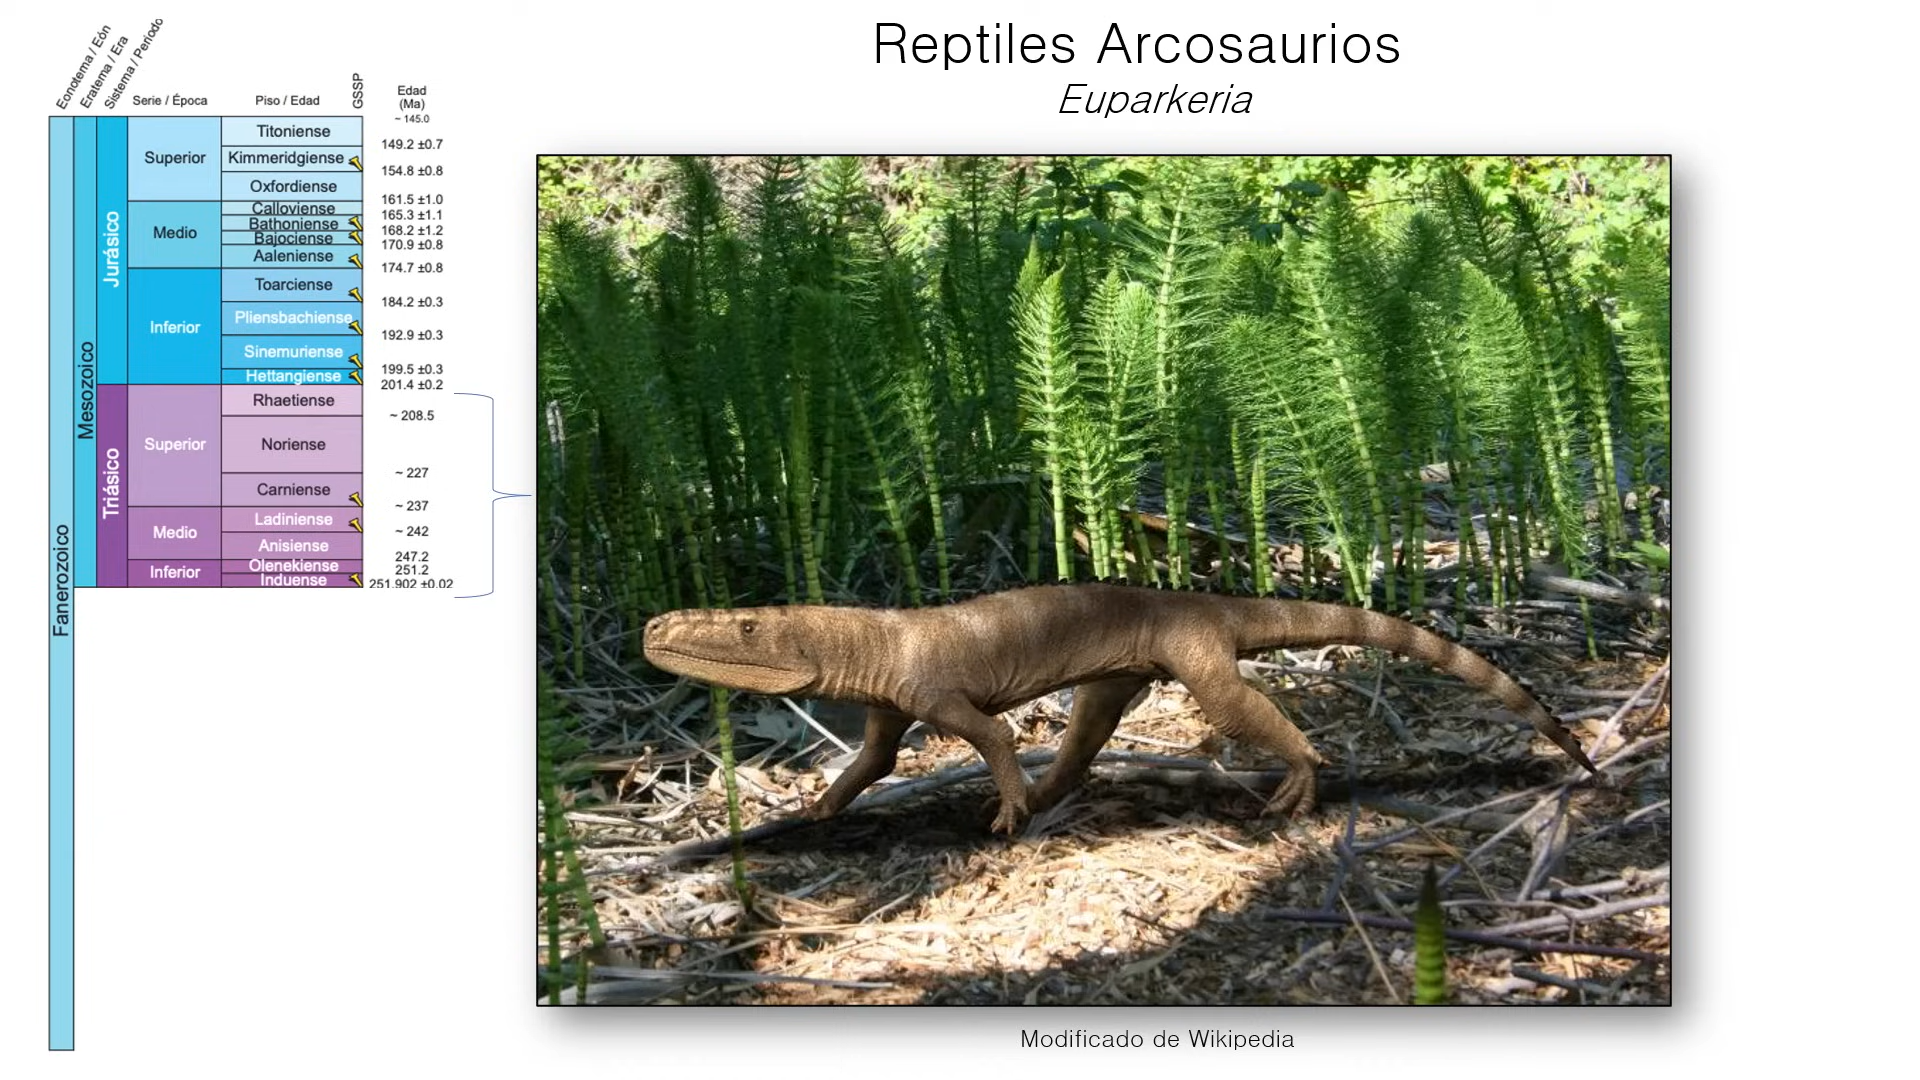 Reptiles Arcosaurios
Euparkeria
Eonotema / Eón
Eratema / Era
Sistema / Período
Serie / Época
Piso / Edad
GSSP
Edad
(Ma)
~ 145.0
Titoniense
149.2 ±0.7
Superior
Kimmeridgiense
154.8 ±0.8
Oxfordiense
161.5 ±1.0
Calloviense
165.3 ±1.1
Bathoniense
168.2 ±1.2
Medio
Bajociense
170.9 ±0.8
Aaleniense
174.7 ±0.8
Jurásico
Toarciense
184.2 ±0.3
Inferior
Pliensbachiense
192.9 ±0.3
Sinemuriense
199.5 ±0.3
Hettangiense
201.4 ±0.2
Mesozoico
Rhaetiense
~ 208.5
Superior
Noriense
~ 227
Carniense
~ 237
Triásico
Ladiniense
~ 242
Medio
Anisiense
247.2
Olenekiense
251.2
Inferior
Induense
251.902 ±0.02
Fanerozoico
Modificado de Wikipedia